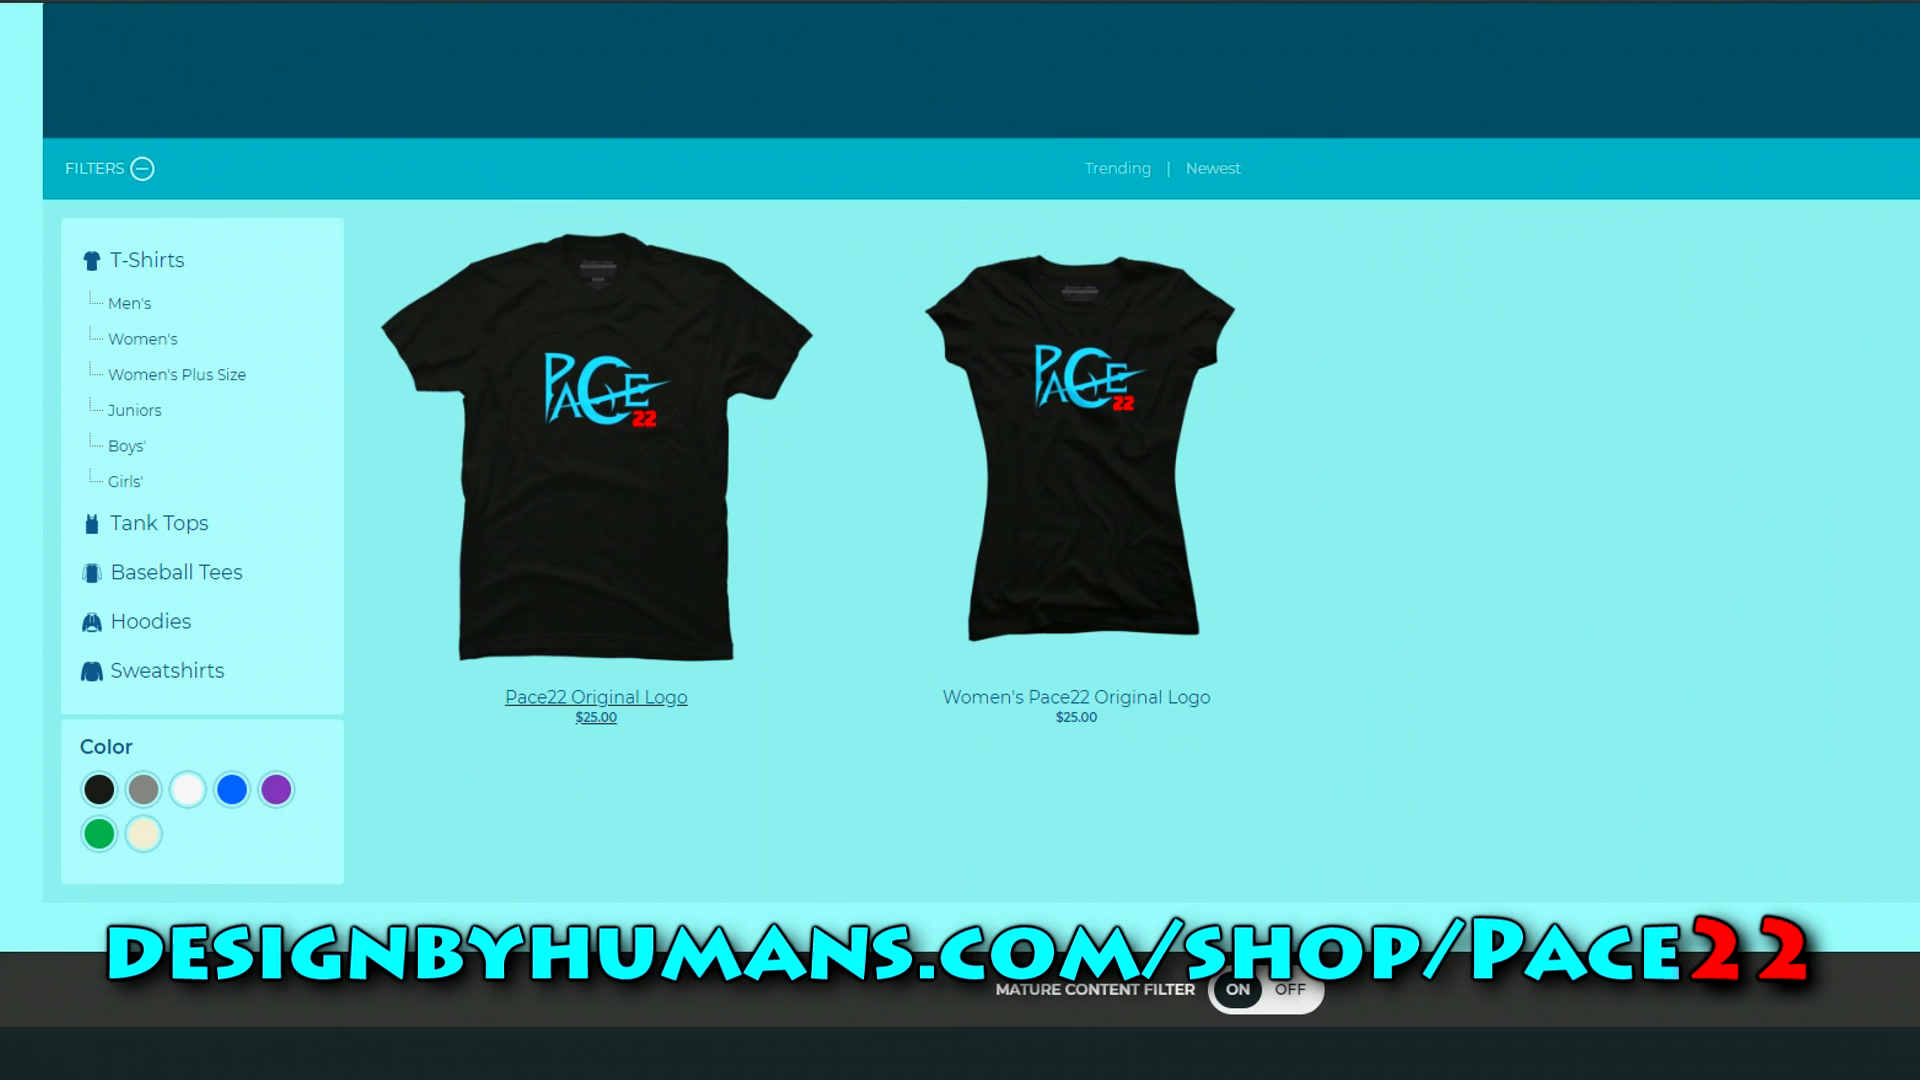 FILTERS
Trending | Newest
T-Shirts
Men's
Women's
Women's Plus Size
Juniors
Boys'
Girls'
Tank Tops
Baseball Tees
Hoodies
Sweatshirts
Color
PACE
22
PACE
22
Pace22 Original Logo
$25.00
Women's Pace22 Original Logo
$25.00
DESIGNBYHUMANS.COM/SHOP/PACE22
MATURE CONTENT FILTER ON OFF